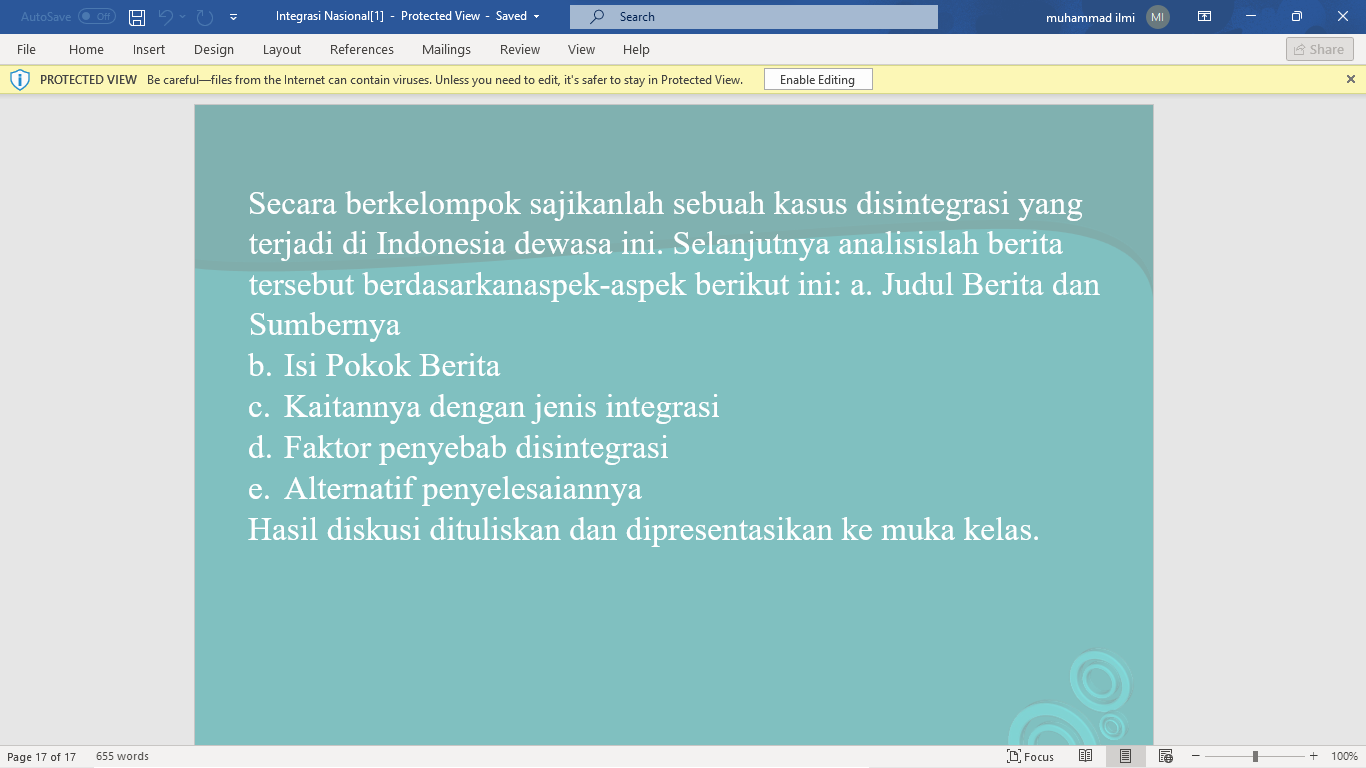 AutoSave Off Integrasi Nasional[1] - Protected View - Saved Search muhammad ilmi MI
File Home Insert Design Layout References Mailings Review View Help Share
PROTECTED VIEW Be careful—files from the Internet can contain viruses. Unless you need to edit, it's safer to stay in Protected View. Enable Editing
Secara berkelompok sajikanlah sebuah kasus disintegrasi yang
terjadi di Indonesia dewasa ini. Selanjutnya analisislah berita
tersebut berdasarkanaspek-aspek berikut ini: a. Judul Berita dan
Sumbernya
b. Isi Pokok Berita
c. Kaitannya dengan jenis integrasi
d. Faktor penyebab disintegrasi
e. Alternatif penyelesaiannya
Hasil diskusi dituliskan dan dipresentasikan ke muka kelas.
Page 17 of 17 655 words Focus 100%